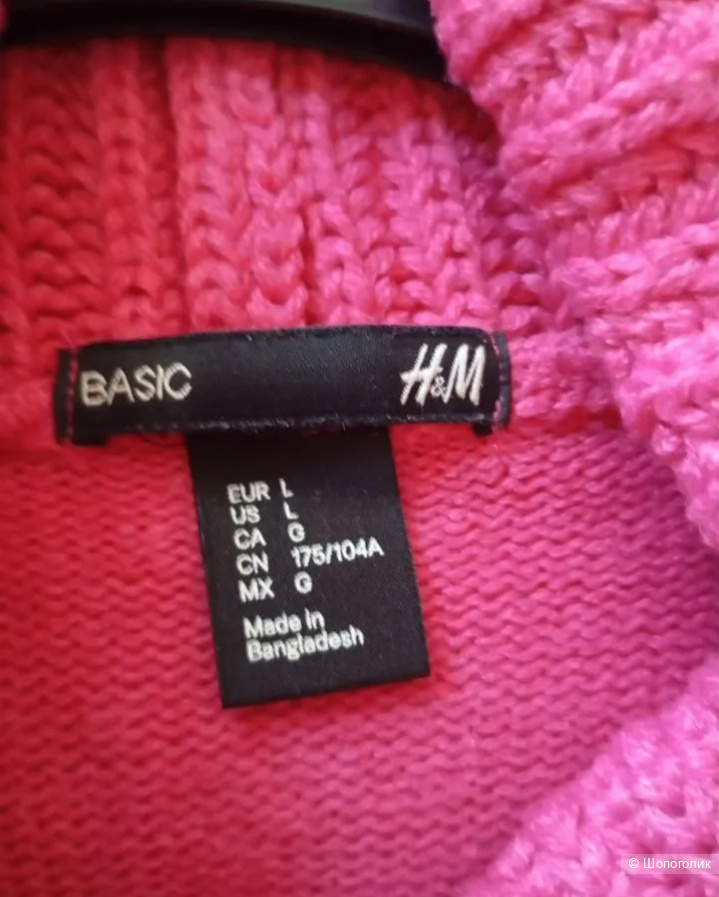 BASIC H&M
EUR L
US L
CA G
CN 175/104A
MX G
Made in
Bangladesh
© Шопоголик